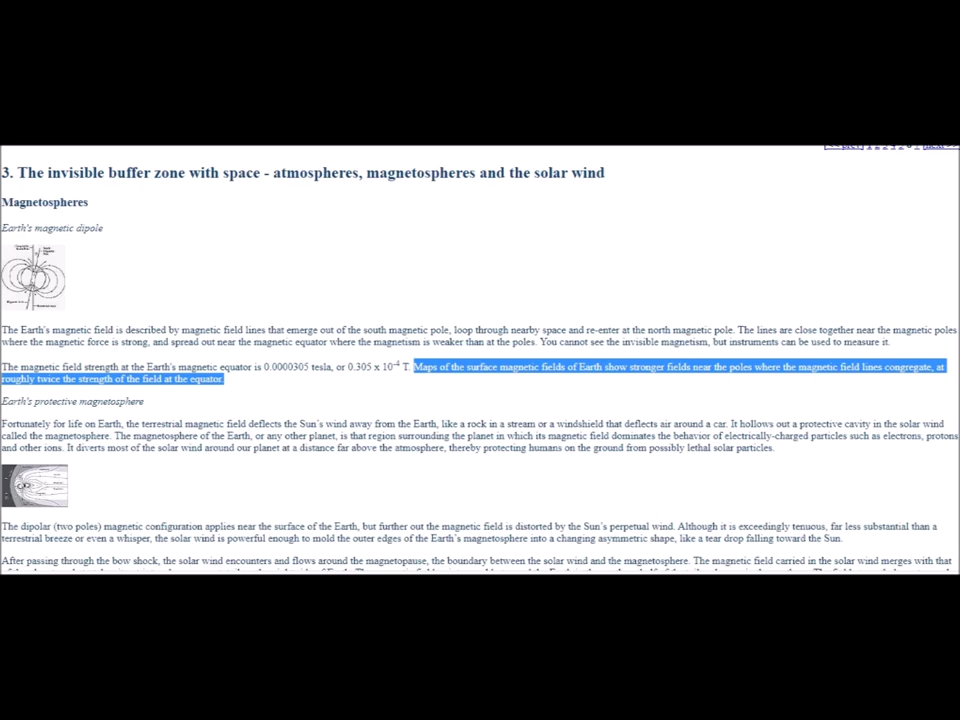 3. The invisible buffer zone with space - atmospheres, magnetospheres and the solar wind
Magnetospheres
Earth's magnetic dipole
The Earth's magnetic field is described by magnetic field lines that emerge out of the south magnetic pole, loop through nearby space and re-enter at the north magnetic pole. The lines are close together near the magnetic poles
where the magnetic force is strong, and spread out near the magnetic equator where the magnetism is weaker than at the poles. You cannot see the invisible magnetism, but instruments can be used to measure it.
The magnetic field strength at the Earth's magnetic equator is 0.0000305 tesla, or 0.305 x 10⁻⁴ T. Maps of the surface magnetic fields of Earth show stronger fields near the poles where the magnetic field lines congregate, at
roughly twice the strength of the field at the equator.
Earth's protective magnetosphere
Fortunately for life on Earth, the terrestrial magnetic field deflects the Sun's wind away from the Earth, like a rock in a stream or a windshield that deflects air around a car. It hollows out a protective cavity in the solar wind
called the magnetosphere. The magnetosphere of the Earth, or any other planet, is that region surrounding the planet in which its magnetic field dominates the behavior of electrically-charged particles such as electrons, protons
and other ions. It diverts most of the solar wind around our planet at a distance far above the atmosphere, thereby protecting humans on the ground from possibly lethal solar particles.
The dipolar (two poles) magnetic configuration applies near the surface of the Earth, but further out the magnetic field is distorted by the Sun's perpetual wind. Although it is exceedingly tenuous, far less substantial than a
terrestrial breeze or even a whisper, the solar wind is powerful enough to mold the outer edges of the Earth's magnetosphere into a changing asymmetric shape, like a tear drop falling toward the Sun.
After passing through the bow shock, the solar wind encounters and flows around the magnetopause, the boundary between the solar wind and the magnetosphere. The magnetic field carried in the solar wind merges with that